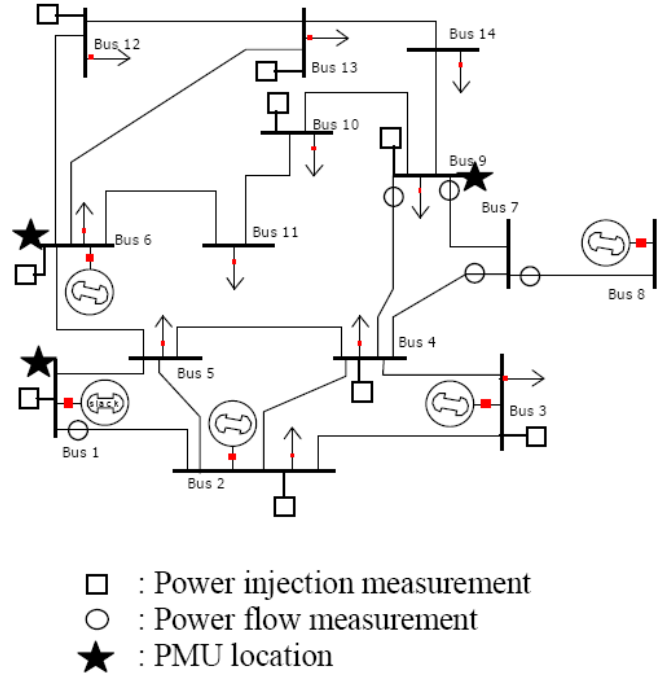 Bus 12
Bus 13
Bus 14
Bus 10
Bus 9
Bus 7
Bus 6
Bus 11
Bus 8
Bus 5
Bus 4
slack
Bus 3
Bus 1
Bus 2
: Power injection measurement
: Power flow measurement
: PMU location